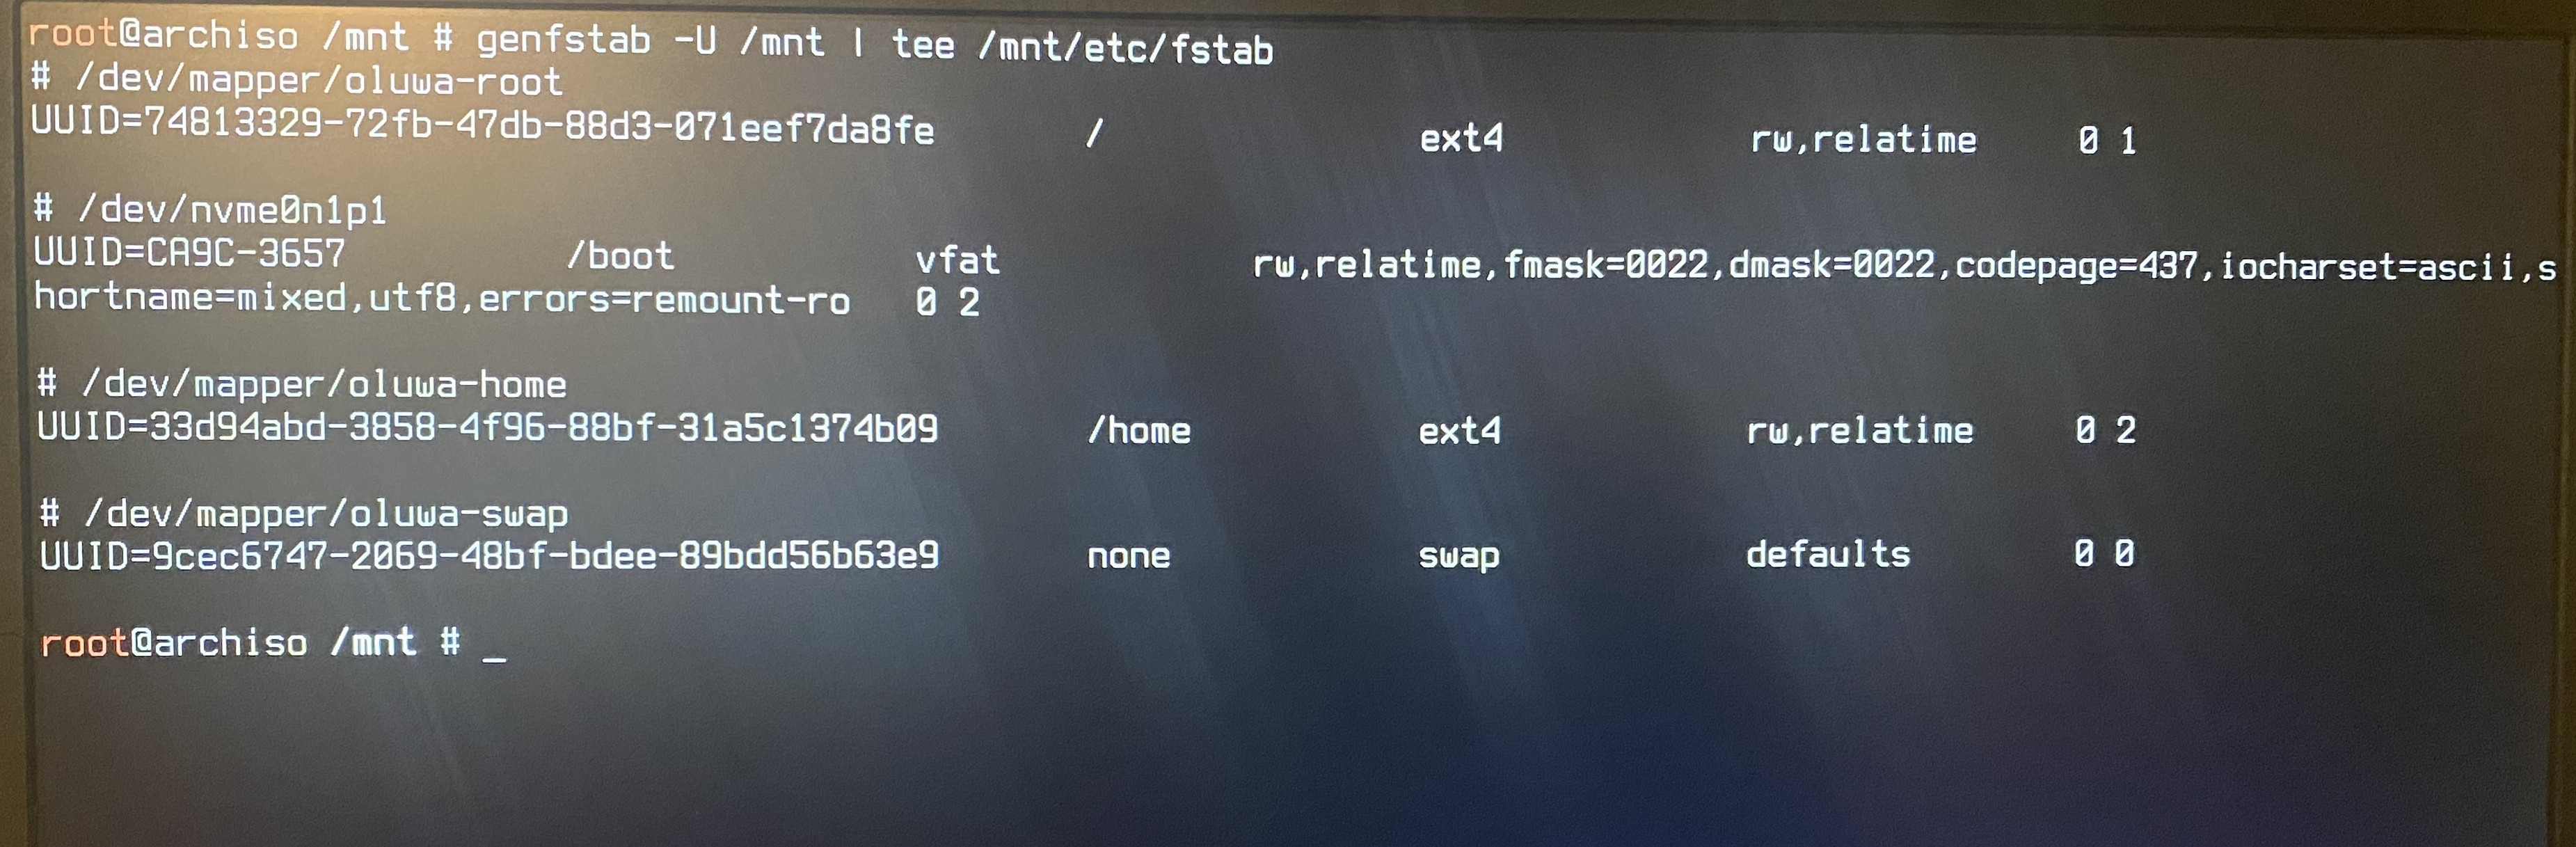 root@archiso /mnt # genfstab -U /mnt | tee /mnt/etc/fstab
# /dev/mapper/oluwa-root
UUID=74813329-72fb-47db-88d3-071eef7da8fe / ext4 rw,relatime 0 1
# /dev/nvme0n1p1
UUID=CA9C-3657 /boot vfat rw,relatime,fmask=0022,dmask=0022,codepage=437,iocharset=ascii,s
hortname=mixed,utf8,errors=remount-ro 0 2
# /dev/mapper/oluwa-home
UUID=33d94abd-3858-4f96-88bf-31a5c1374b09 /home ext4 rw,relatime 0 2
# /dev/mapper/oluwa-swap
UUID=9cec6747-2069-48bf-bdee-89bdd56b63e9 none swap defaults 0 0
root@archiso /mnt # _